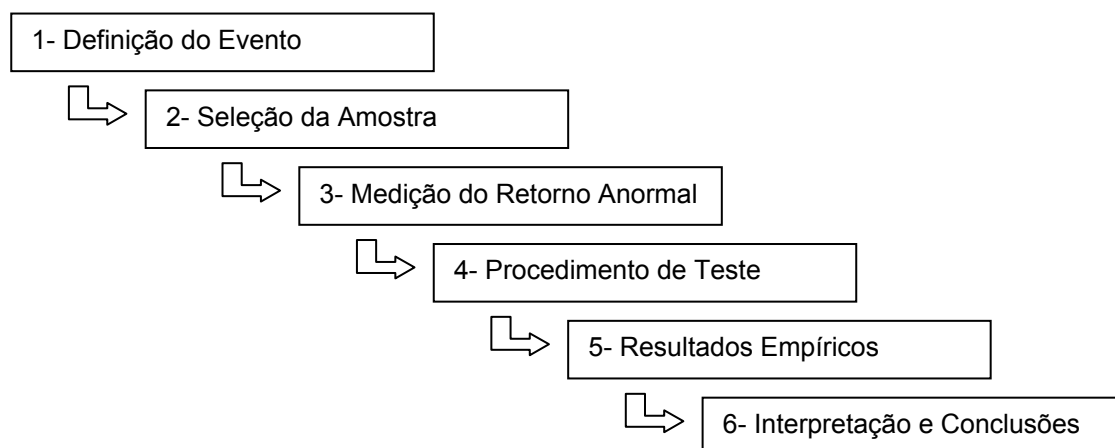 1- Definição do Evento
2- Seleção da Amostra
3- Medição do Retorno Anormal
4- Procedimento de Teste
5- Resultados Empíricos
6- Interpretação e Conclusões